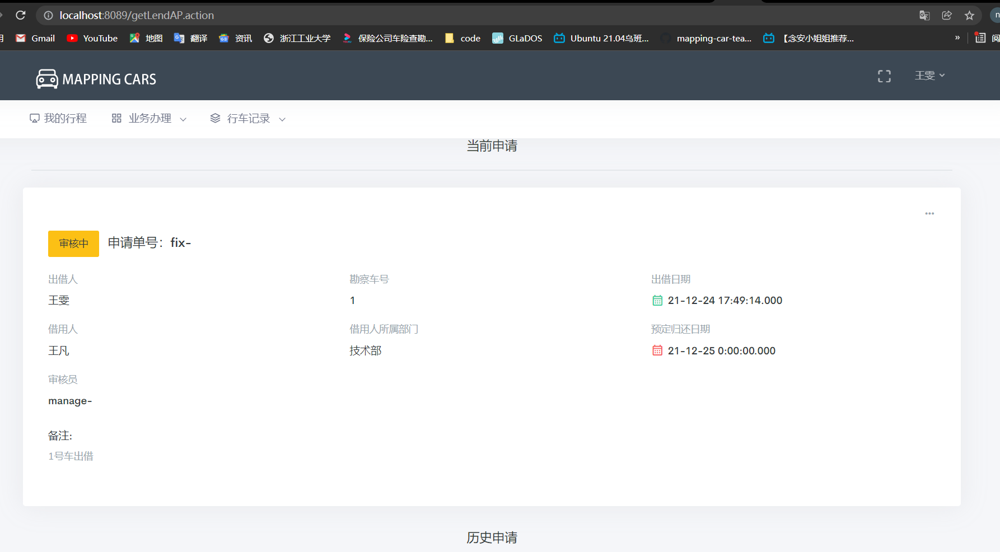 localhost:8089/getLendAP.action
Gmail YouTube 地图 翻译 资讯 浙江工业大学 保险公司车险查勘... code GLaDOS Ubuntu 21.04乌班... mapping-car-tea... 【念安小姐姐推荐... »
MAPPING CARS 王雯
我的行程 业务办理 行车记录
当前申请
审核中 申请单号：fix-
出借人 勘察车号 出借日期
王雯 1 21-12-24 17:49:14.000
借用人 借用人所属部门 预定归还日期
王凡 技术部 21-12-25 0:00:00.000
审核员
manage-
备注:
1号车出借
历史申请